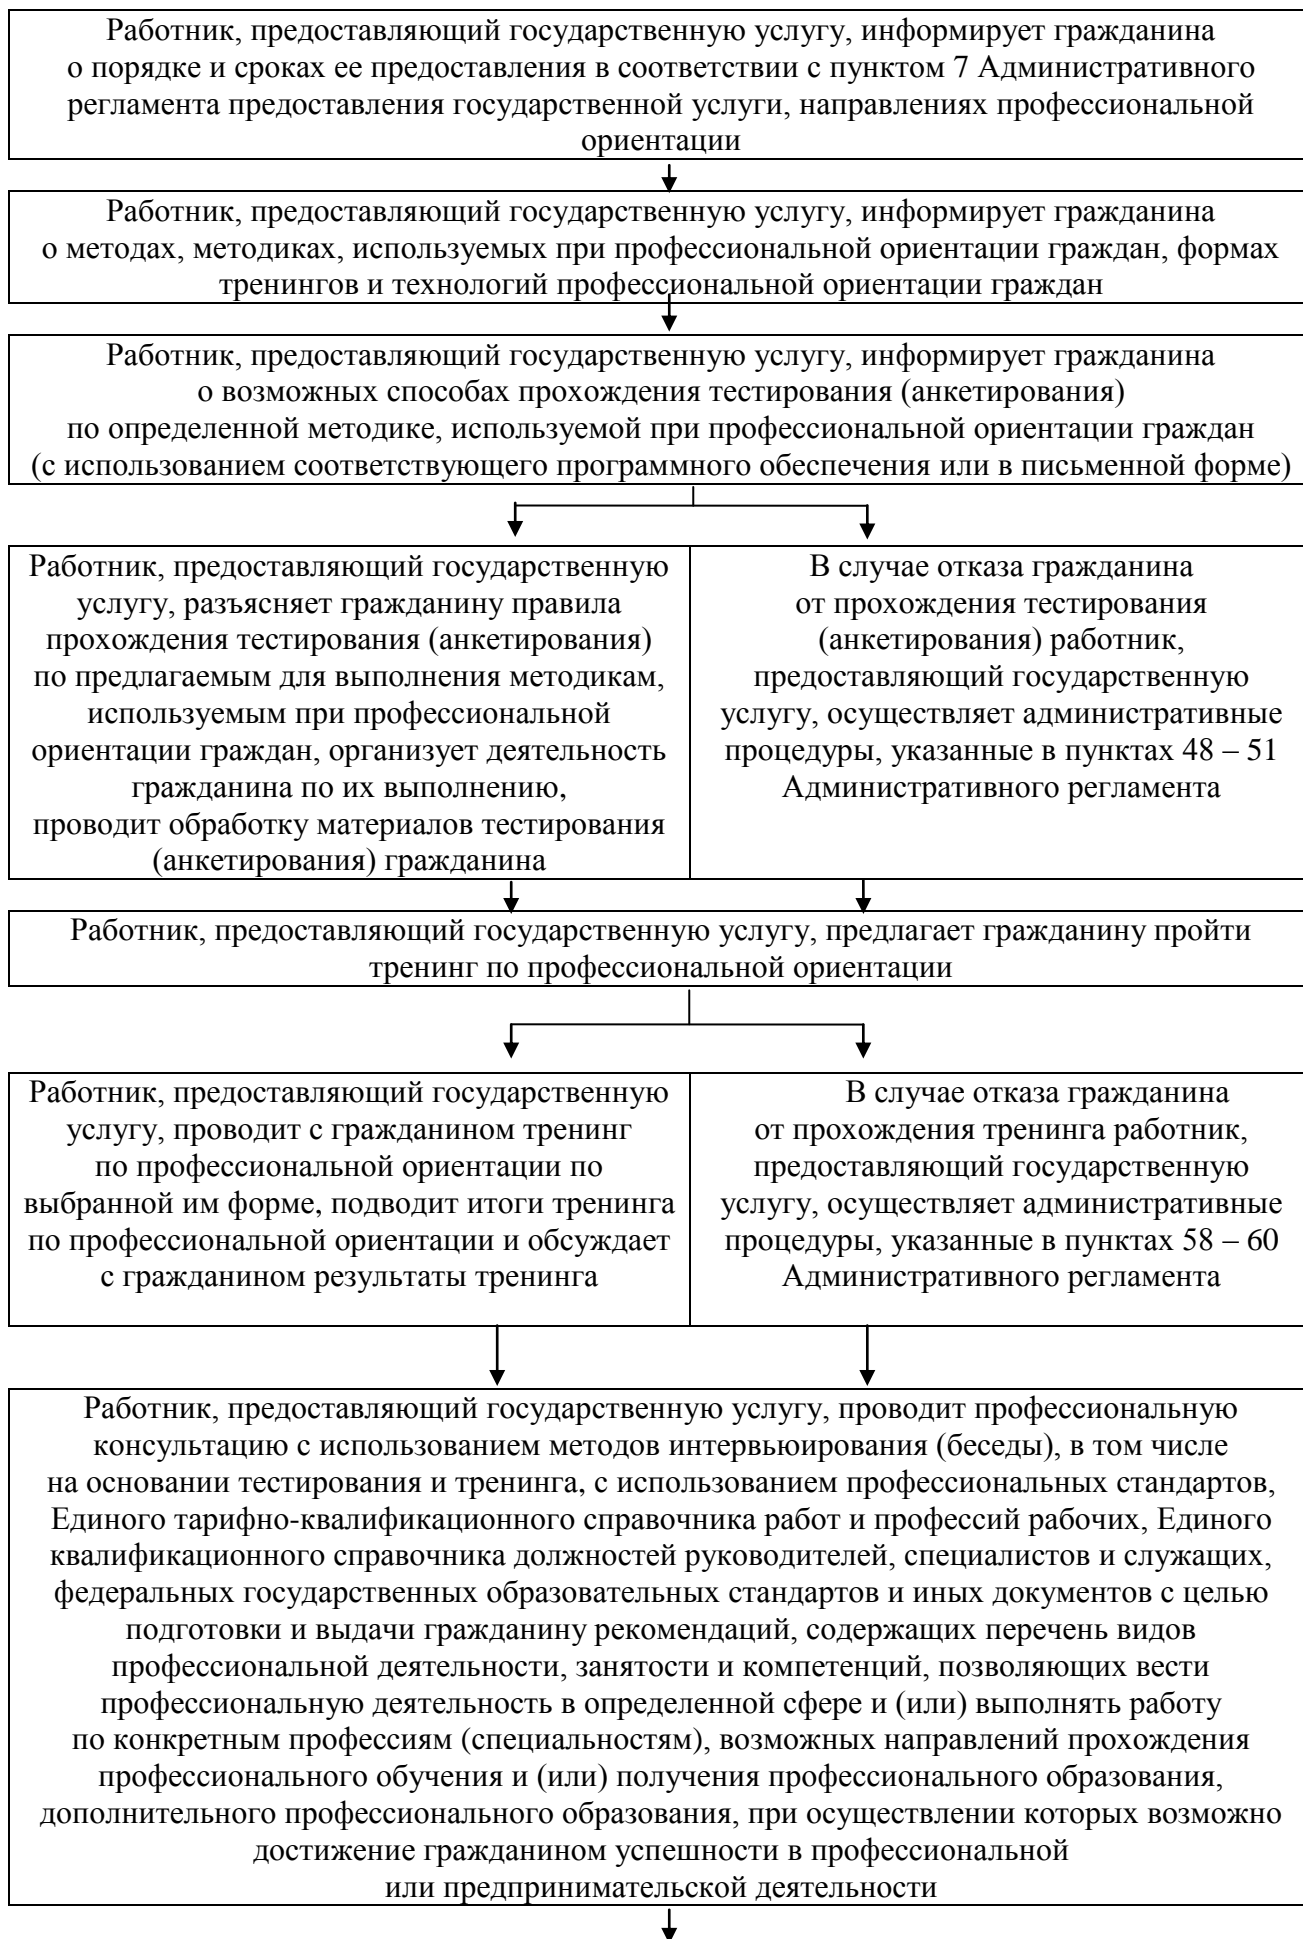 Работник, предоставляющий государственную услугу, информирует гражданина
о порядке и сроках ее предоставления в соответствии с пунктом 7 Административного
регламента предоставления государственной услуги, направлениях профессиональной
ориентации
Работник, предоставляющий государственную услугу, информирует гражданина
о методах, методиках, используемых при профессиональной ориентации граждан, формах
тренингов и технологий профессиональной ориентации граждан
Работник, предоставляющий государственную услугу, информирует гражданина
о возможных способах прохождения тестирования (анкетирования)
по определенной методике, используемой при профессиональной ориентации граждан
(с использованием соответствующего программного обеспечения или в письменной форме)
Работник, предоставляющий государственную
услугу, разъясняет гражданину правила
прохождения тестирования (анкетирования)
по предлагаемым для выполнения методикам,
используемым при профессиональной
ориентации граждан, организует деятельность
гражданина по их выполнению,
проводит обработку материалов тестирования
(анкетирования) гражданина
В случае отказа гражданина
от прохождения тестирования
(анкетирования) работник,
предоставляющий государственную
услугу, осуществляет административные
процедуры, указанные в пунктах 48 – 51
Административного регламента
Работник, предоставляющий государственную услугу, предлагает гражданину пройти
тренинг по профессиональной ориентации
Работник, предоставляющий государственную
услугу, проводит с гражданином тренинг
по профессиональной ориентации по
выбранной им форме, подводит итоги тренинга
по профессиональной ориентации и обсуждает
с гражданином результаты тренинга
В случае отказа гражданина
от прохождения тренинга работник,
предоставляющий государственную
услугу, осуществляет административные
процедуры, указанные в пунктах 58 – 60
Административного регламента
Работник, предоставляющий государственную услугу, проводит профессиональную
консультацию с использованием методов интервьюирования (беседы), в том числе
на основании тестирования и тренинга, с использованием профессиональных стандартов,
Единого тарифно-квалификационного справочника работ и профессий рабочих, Единого
квалификационного справочника должностей руководителей, специалистов и служащих,
федеральных государственных образовательных стандартов и иных документов с целью
подготовки и выдачи гражданину рекомендаций, содержащих перечень видов
профессиональной деятельности, занятости и компетенций, позволяющих вести
профессиональную деятельность в определенной сфере и (или) выполнять работу
по конкретным профессиям (специальностям), возможных направлений прохождения
профессионального обучения и (или) получения профессионального образования,
дополнительного профессионального образования, при осуществлении которых возможно
достижение гражданином успешности в профессиональной
или предпринимательской деятельности